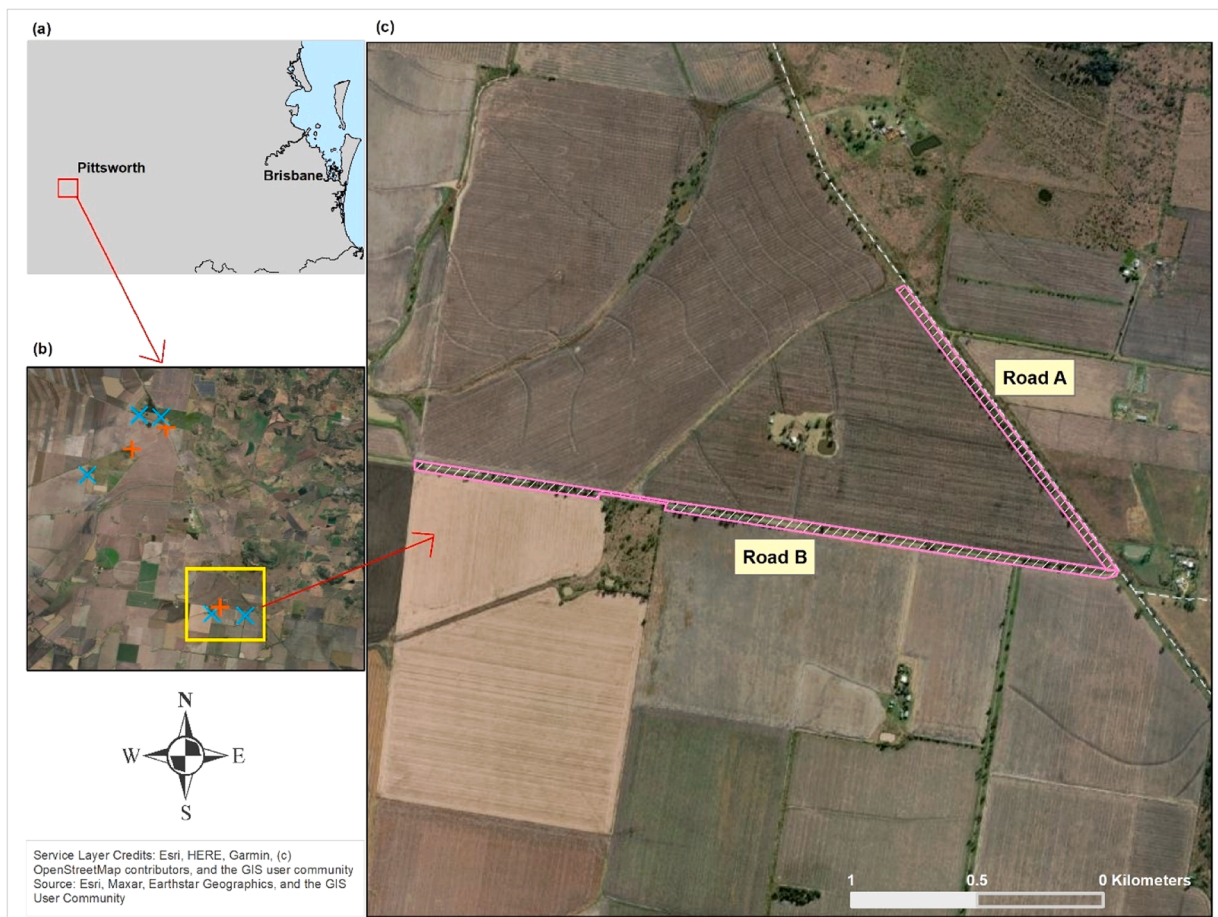 (a)
Pittsworth
Brisbane
(b)
N
W
E
S
Service Layer Credits: Esri, HERE, Garmin, (c)
OpenStreetMap contributors, and the GIS user community
Source: Esri, Maxar, Earthstar Geographics, and the GIS
User Community
(c)
Road A
Road B
1
0.5
0 Kilometers